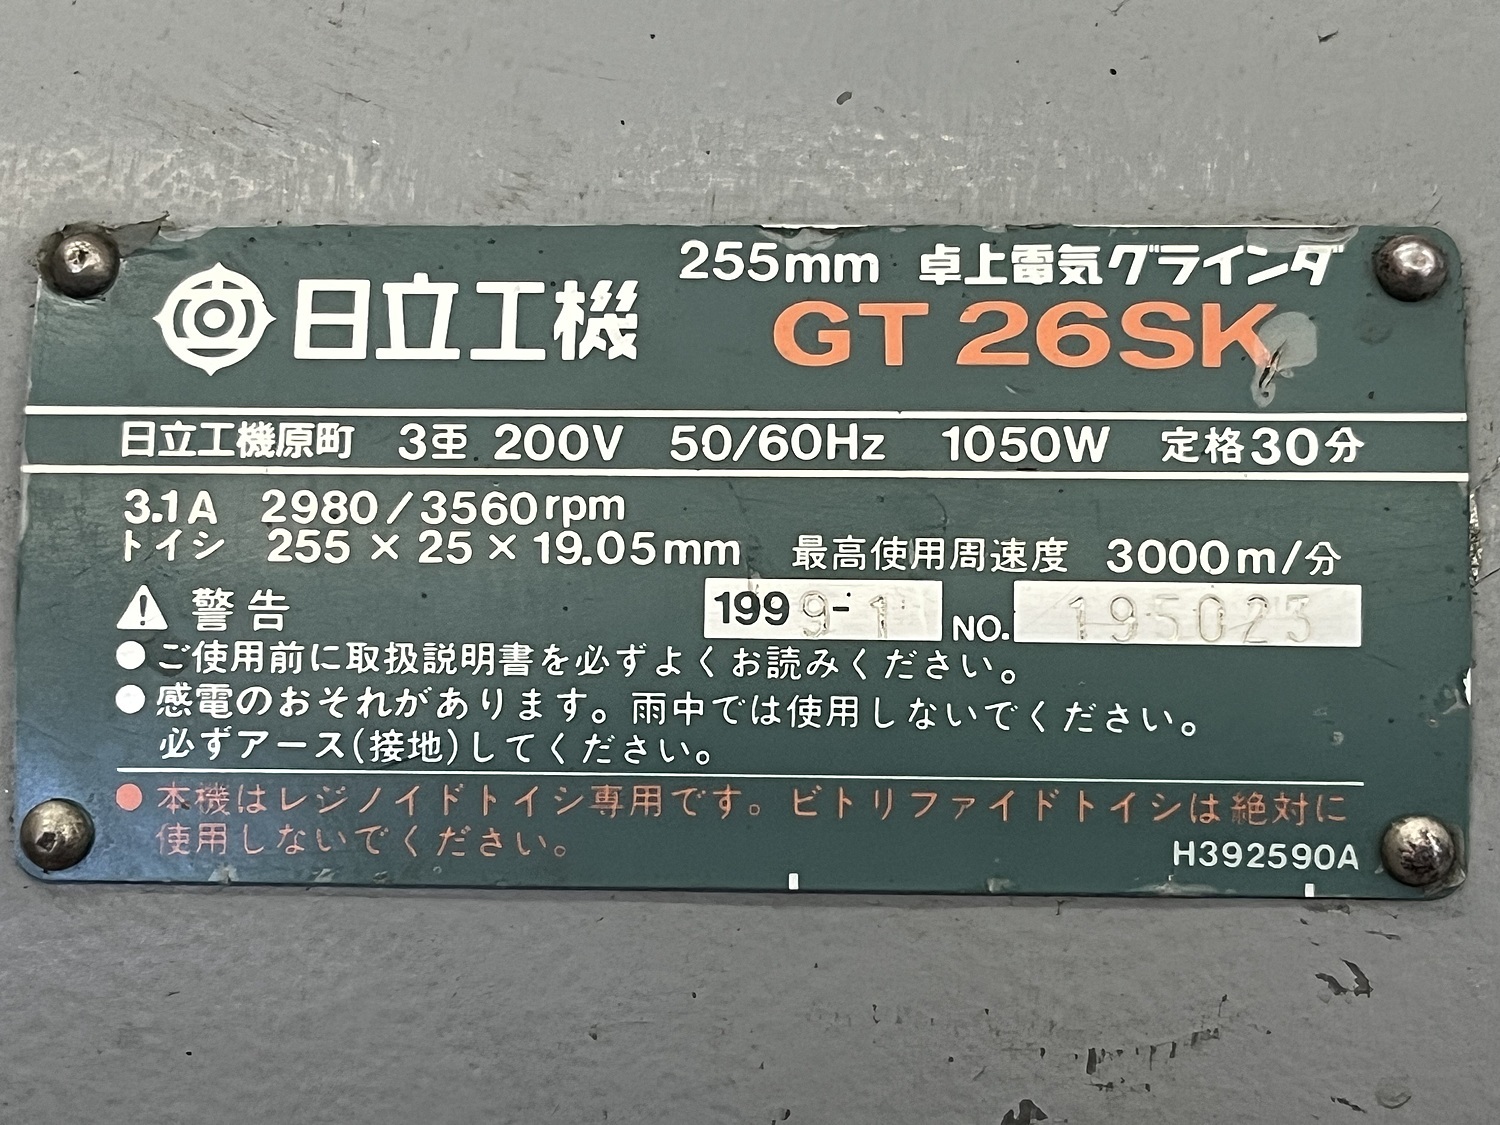 255mm 卓上電気グラインダ
日立工機 GT 26SK
日立工機原町 3亜 200V 50/60Hz 1050W 定格30分
3.1A 2980/3560rpm
トイシ 255×25×19.05mm 最高使用周速度 3000m/分
警告 1999-1 NO. 195023
●ご使用前に取扱説明書を必ずよくお読みください。
●感電のおそれがあります。雨中では使用しないでください。
必ずアース(接地)してください。
●本機はレジノイドトイシ専用です。ビトリファイドトイシは絶対に
使用しないでください。
H392590A